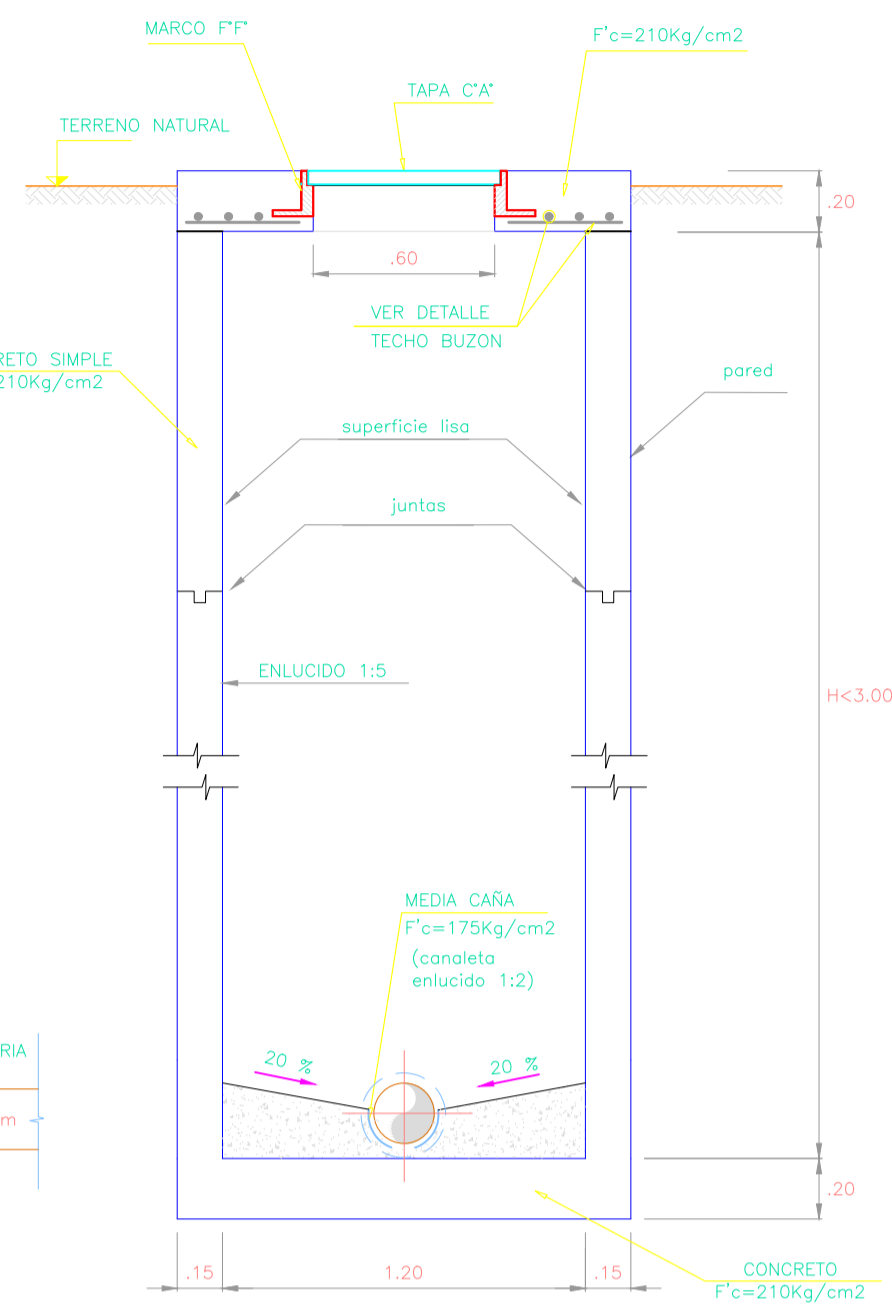 MARCO F°F°
F'c=210Kg/cm2
TAPA C°A°
TERRENO NATURAL
.20
.60
VER DETALLE
TECHO BUZON
RETO SIMPLE
210Kg/cm2
pared
superficie lisa
juntas
ENLUCIDO 1:5
H<3.00
MEDIA CAÑA
F'c=175Kg/cm2
(canaleta
enlucido 1:2)
RIA
20 %
20 %
m
.20
.15
1.20
.15
CONCRETO
F'c=210Kg/cm2